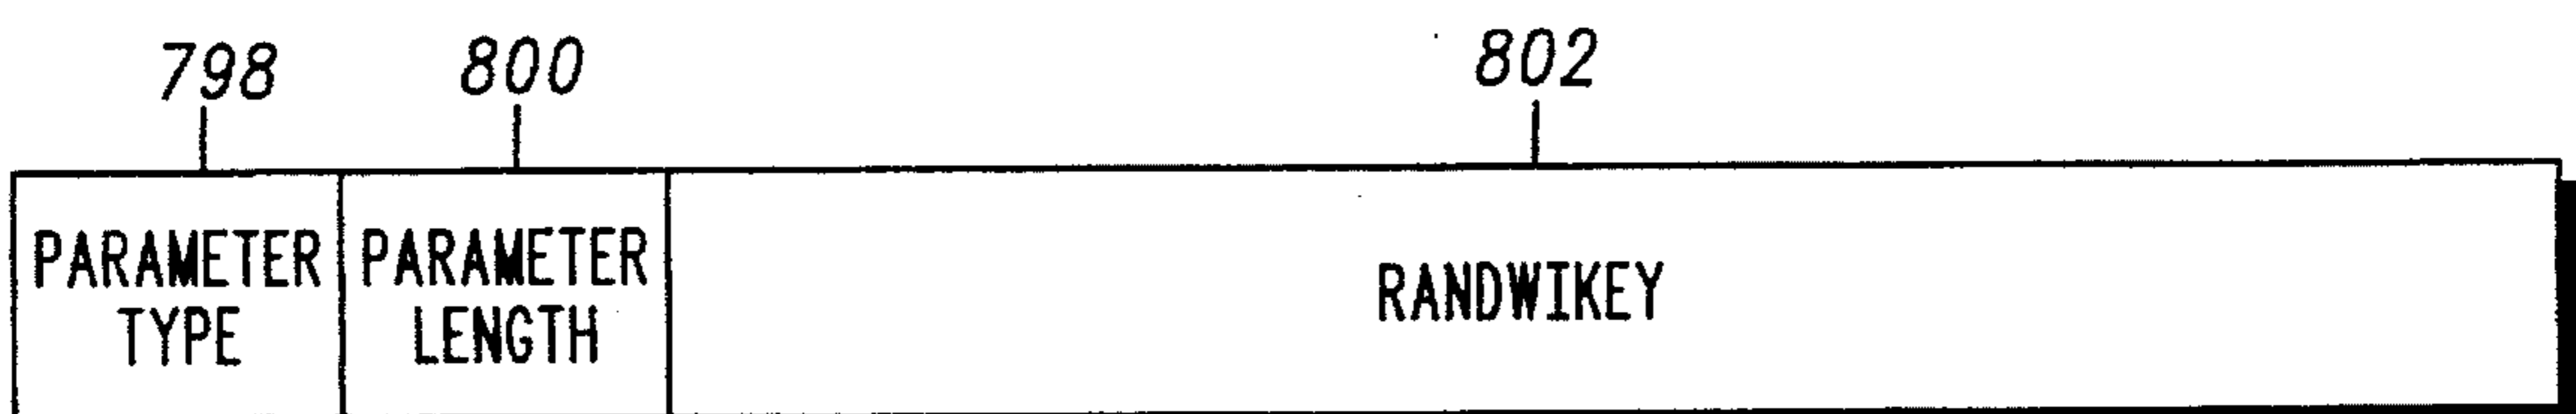 798 800 802
PARAMETER TYPE
PARAMETER LENGTH
RANDWIKEY